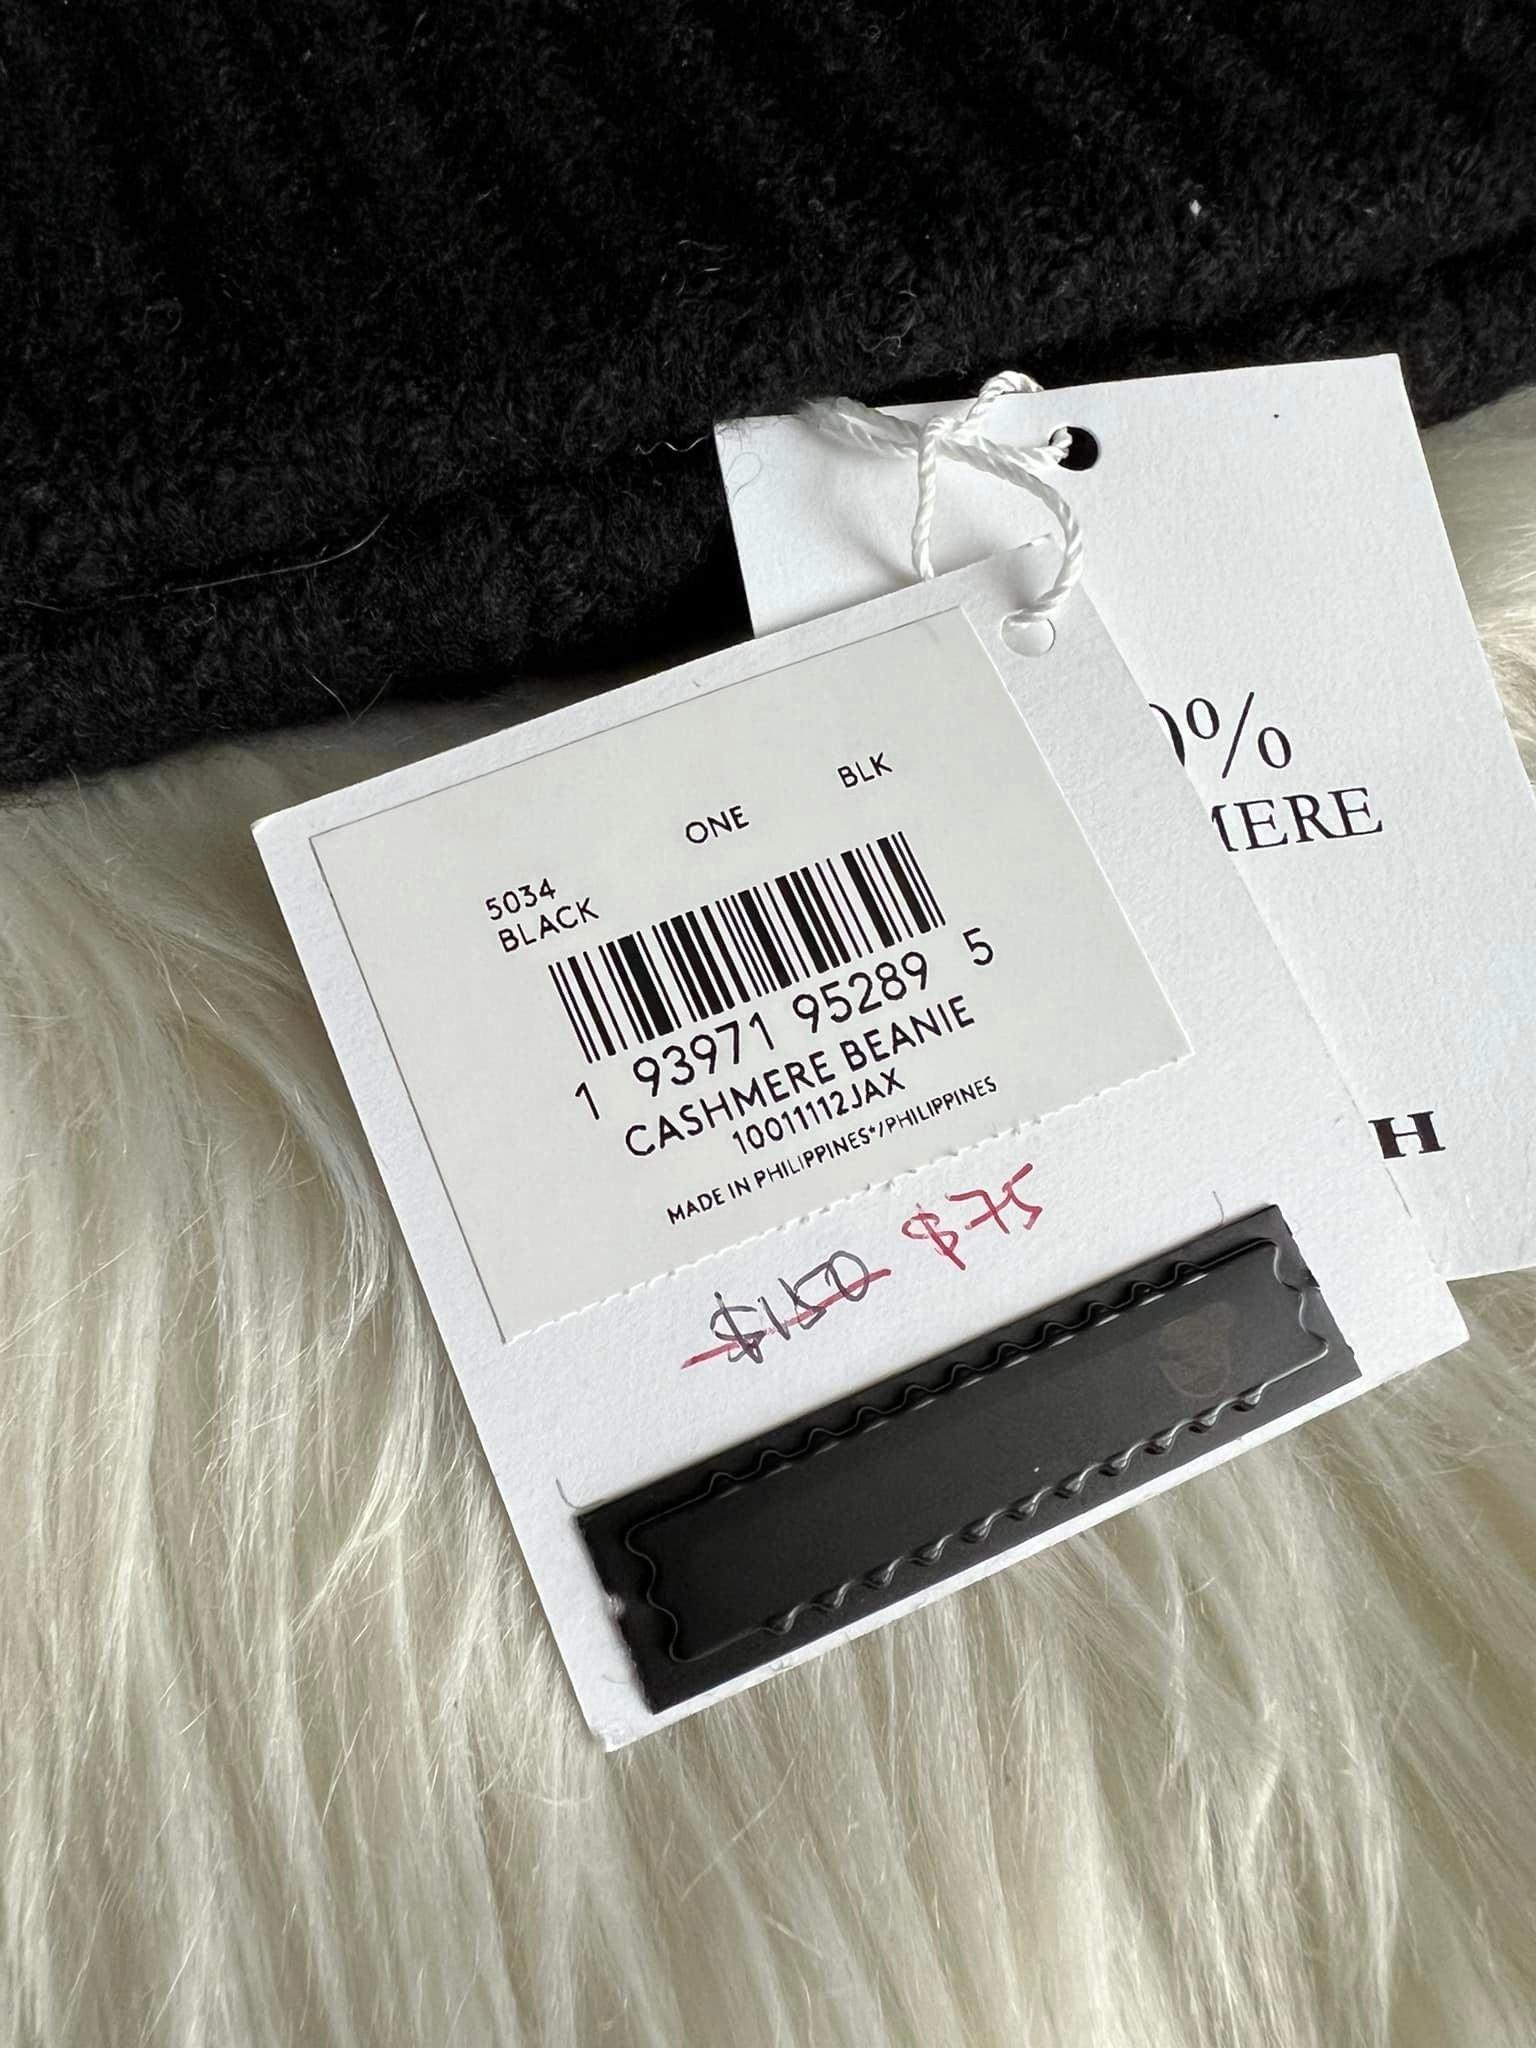 ONE BLK
5034
BLACK
1 93971 95289 5
CASHMERE BEANIE
10011112JAX
MADE IN PHILIPPINES*/PHILIPPINES
$150 $75
0%
MERE
H